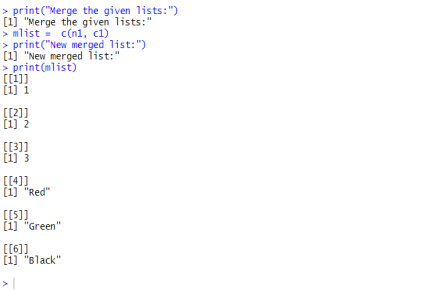 > print("Merge the given lists:")
[1] "Merge the given lists:"
> mlist =  c(n1, c1)
> print("New merged list:")
[1] "New merged list:"
> print(mlist)
[[1]]
[1] 1
[[2]]
[1] 2
[[3]]
[1] 3
[[4]]
[1] "Red"
[[5]]
[1] "Green"
[[6]]
[1] "Black"
>